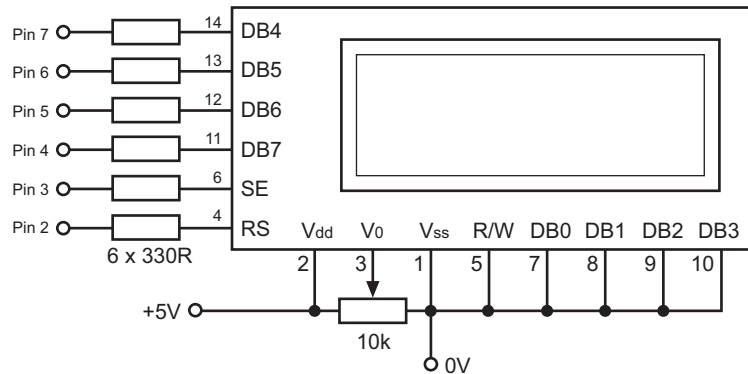 Pin 7 14 DB4
Pin 6 13 DB5
Pin 5 12 DB6
Pin 4 11 DB7
Pin 3 6 SE
Pin 2 4 RS
6 x 330R
Vdd V0 Vss R/W DB0 DB1 DB2 DB3
2 3 1 5 7 8 9 10
+5V
10k
0V